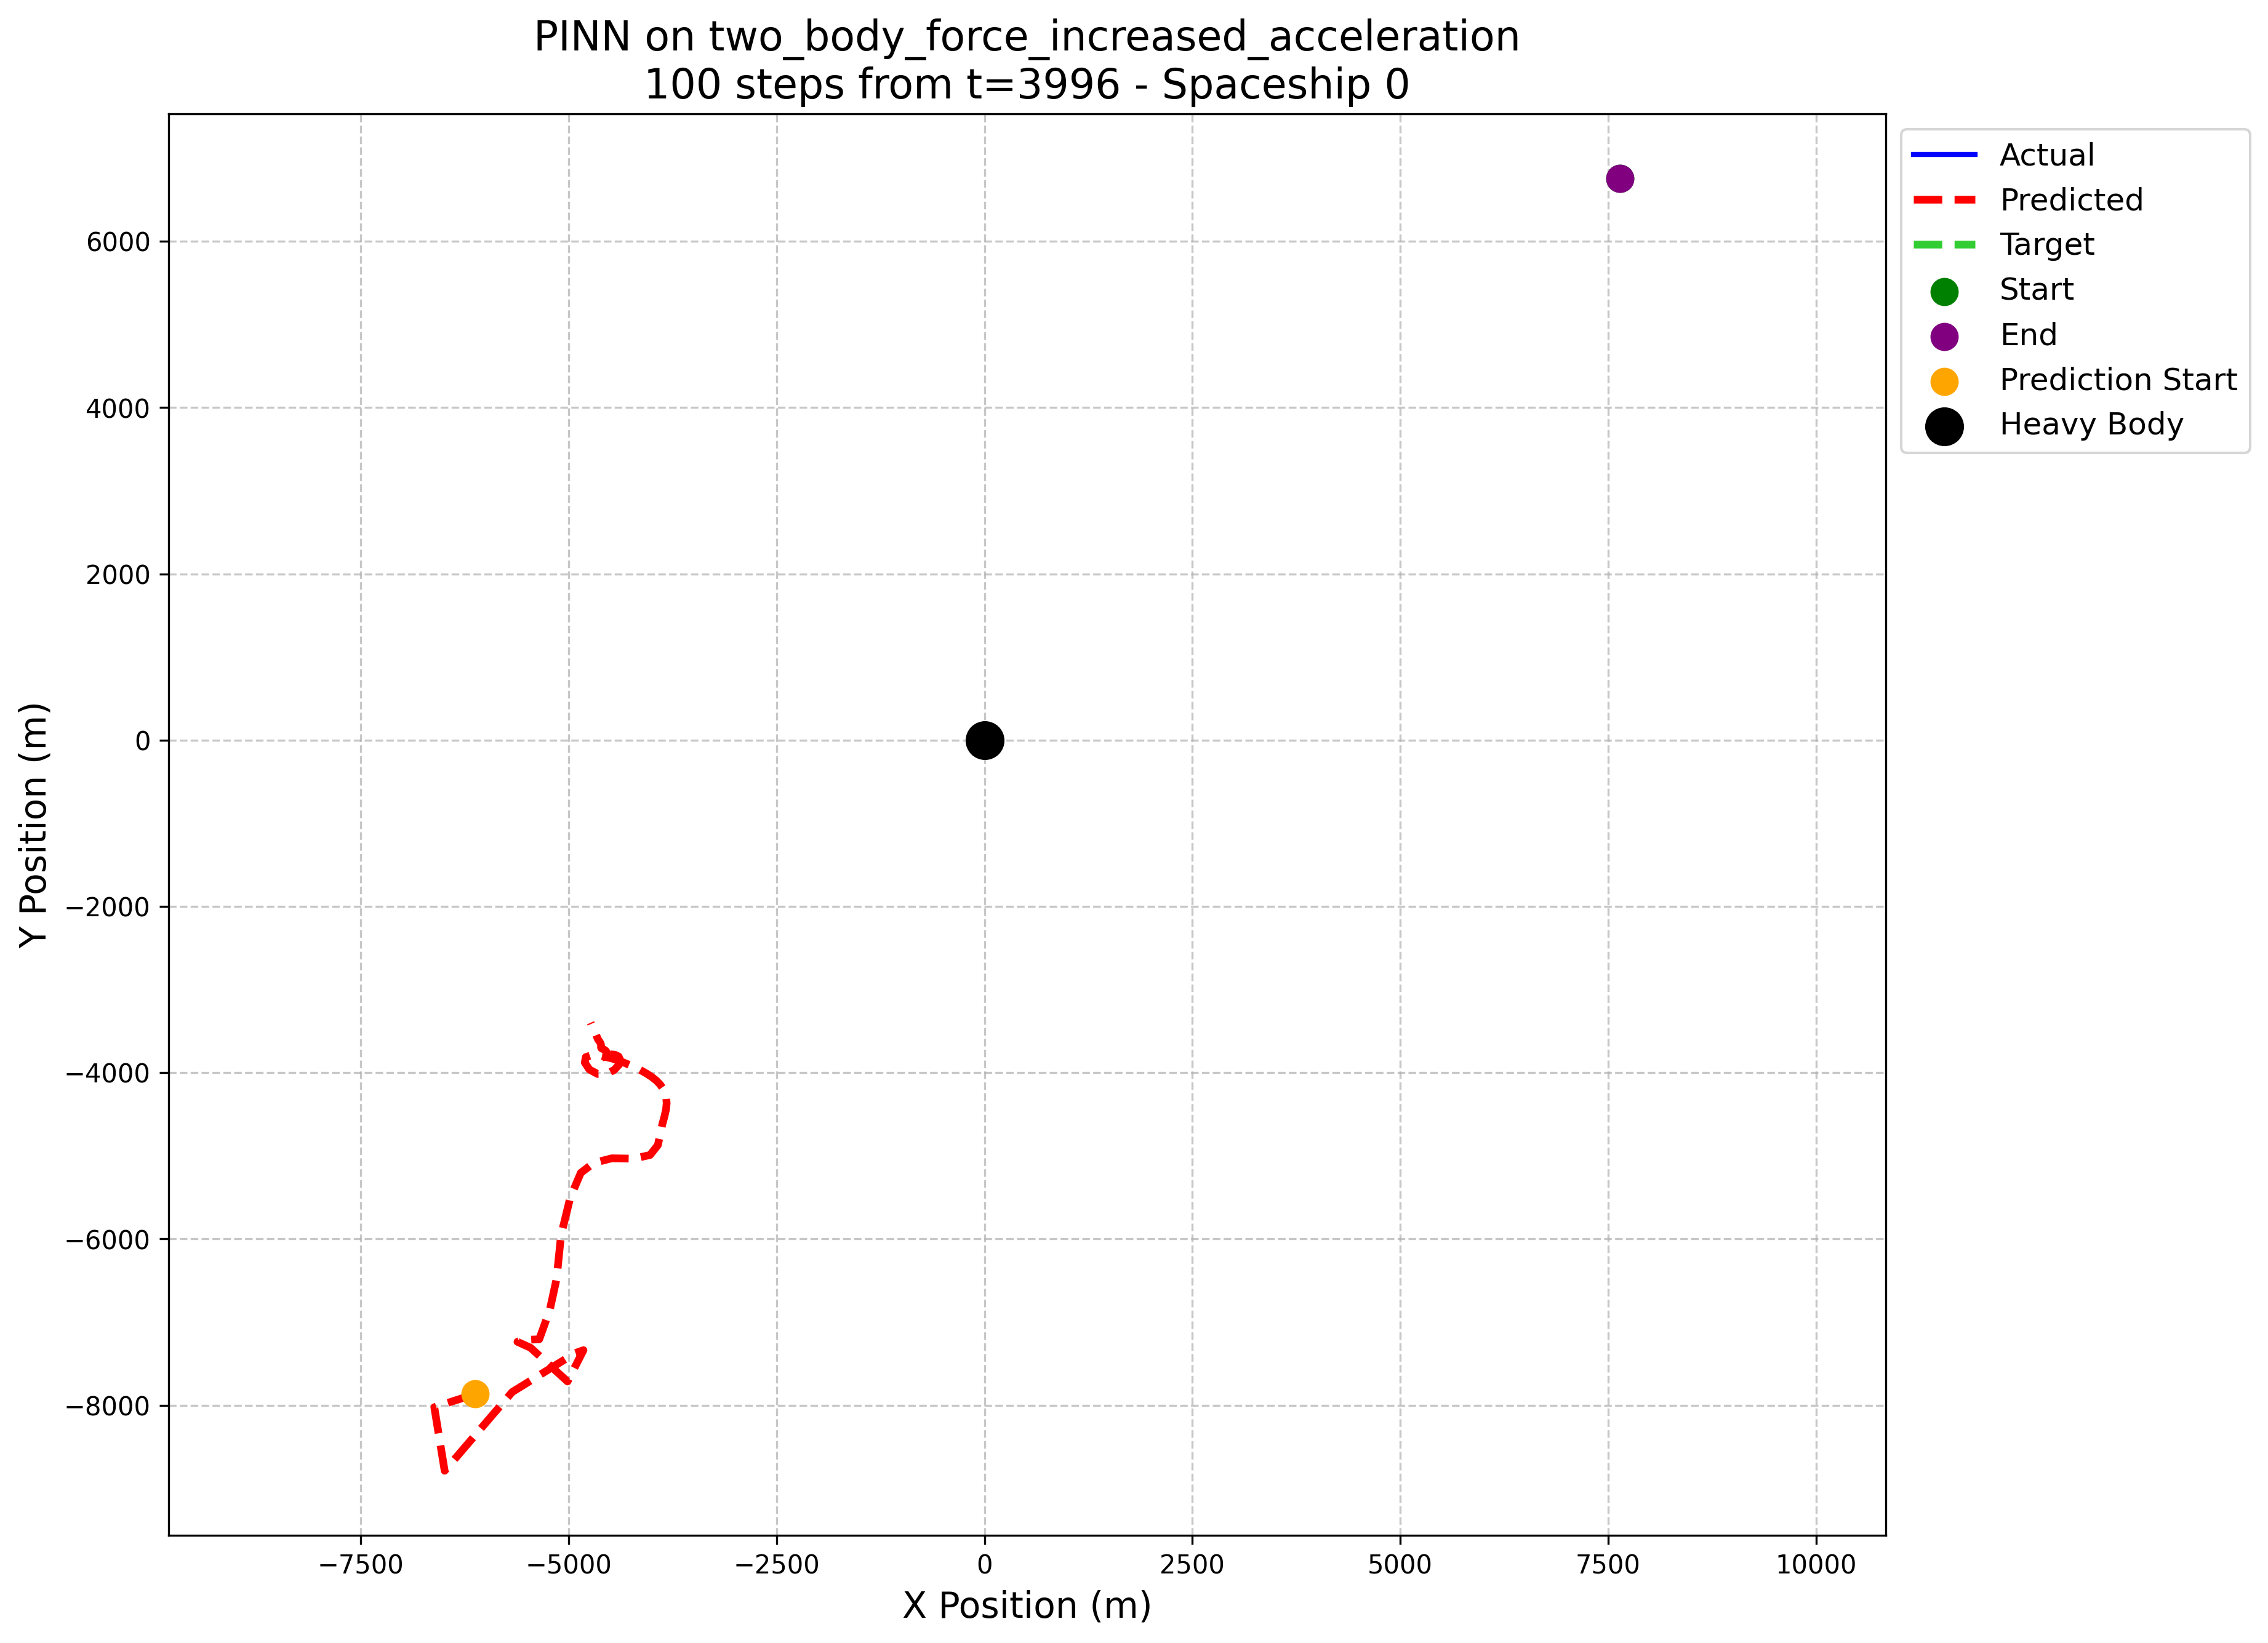 PINN on two_body_force_increased_acceleration
100 steps from t=3996 - Spaceship 0
Actual
Predicted
Target
Start
End
Prediction Start
Heavy Body
Y Position (m)
6000
4000
2000
0
−2000
−4000
−6000
−8000
−7500
−5000
−2500
0
2500
5000
7500
10000
X Position (m)